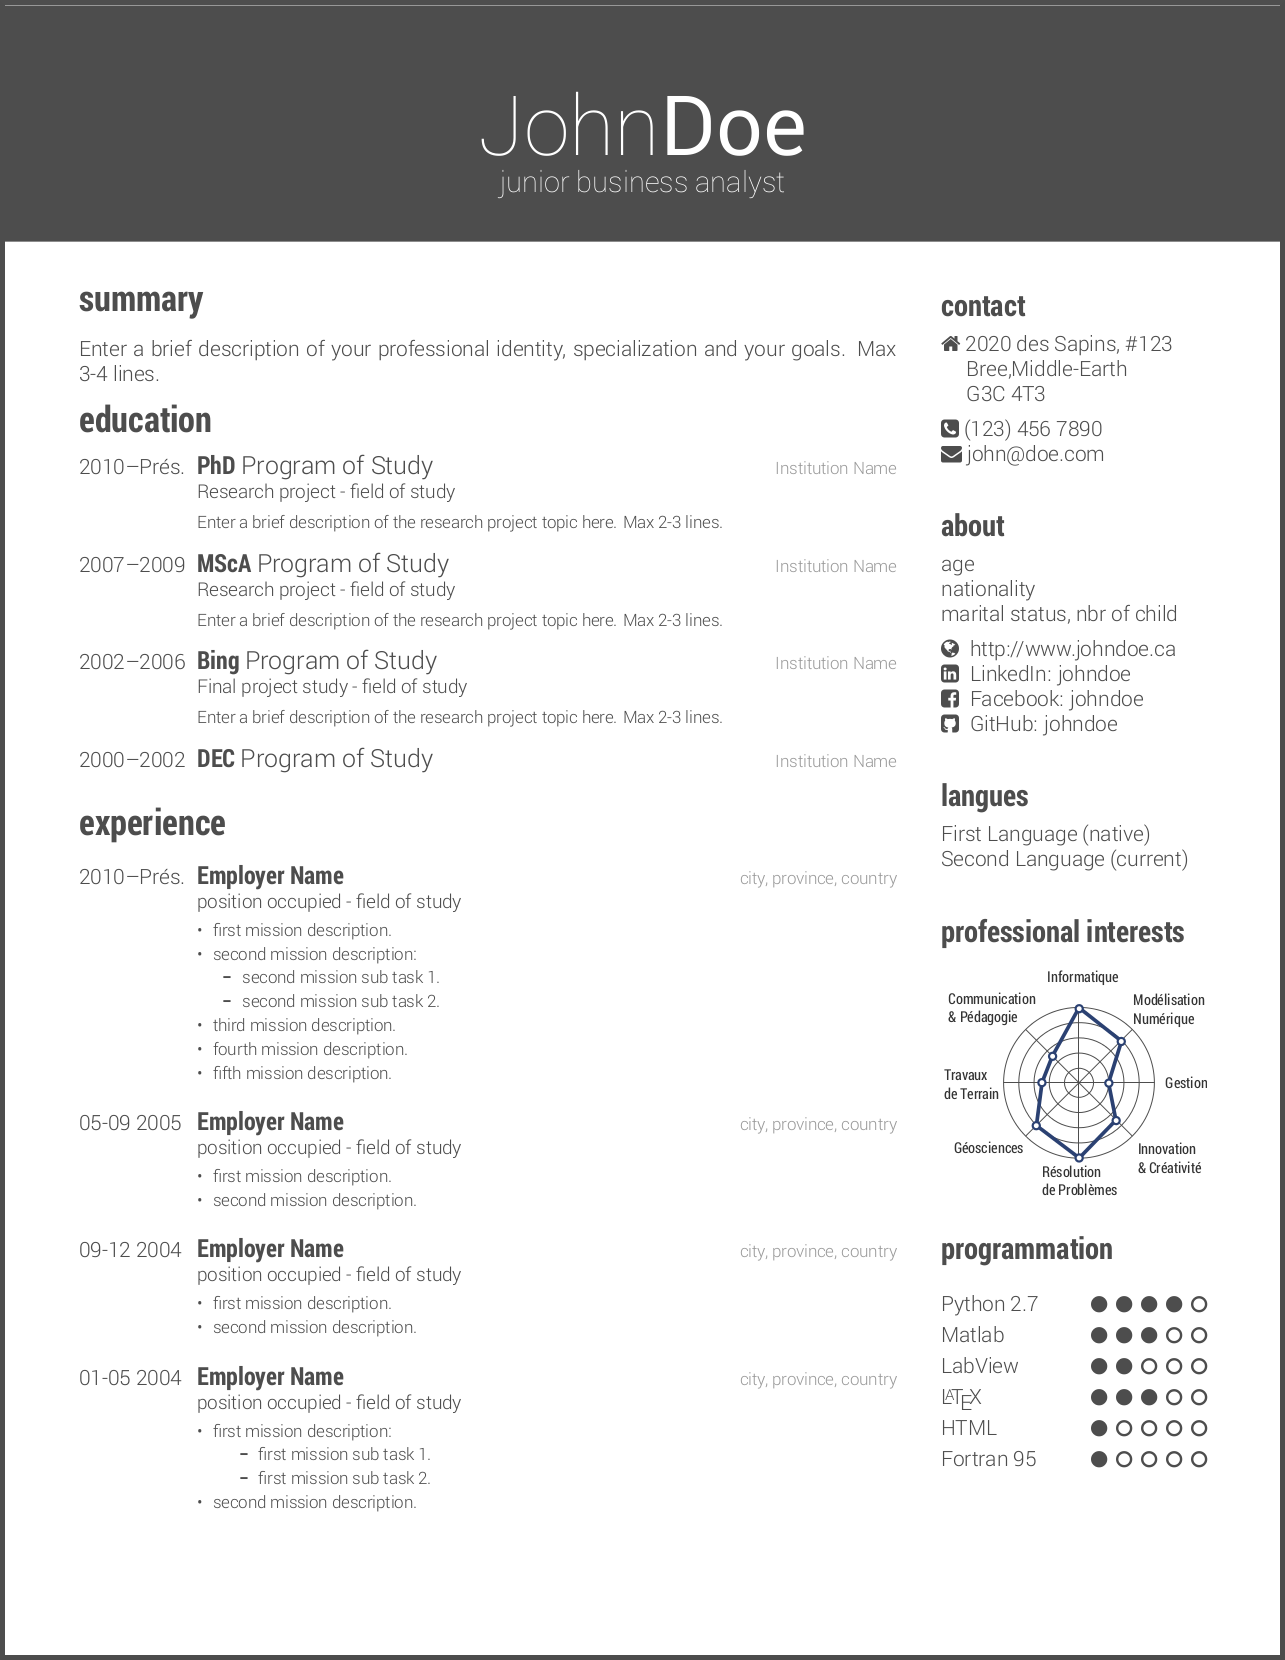 JohnDoe
junior business analyst
summary
Enter a brief description of your professional identity, specialization and your goals. Max
3-4 lines.
education
2010–Prés. PhD Program of Study Institution Name
Research project - field of study
Enter a brief description of the research project topic here. Max 2-3 lines.
2007–2009 MScA Program of Study Institution Name
Research project - field of study
Enter a brief description of the research project topic here. Max 2-3 lines.
2002–2006 Bing Program of Study Institution Name
Final project study - field of study
Enter a brief description of the research project topic here. Max 2-3 lines.
2000–2002 DEC Program of Study Institution Name
experience
2010–Prés. Employer Name city, province, country
position occupied - field of study
• first mission description.
• second mission description:
– second mission sub task 1.
– second mission sub task 2.
• third mission description.
• fourth mission description.
• fifth mission description.
05-09 2005 Employer Name city, province, country
position occupied - field of study
• first mission description.
• second mission description.
09-12 2004 Employer Name city, province, country
position occupied - field of study
• first mission description.
• second mission description.
01-05 2004 Employer Name city, province, country
position occupied - field of study
• first mission description:
– first mission sub task 1.
– first mission sub task 2.
• second mission description.
contact
2020 des Sapins, #123
Bree,Middle-Earth
G3C 4T3
(123) 456 7890
john@doe.com
about
age
nationality
marital status, nbr of child
http://www.johndoe.ca
LinkedIn: johndoe
Facebook: johndoe
GitHub: johndoe
langues
First Language (native)
Second Language (current)
professional interests
Informatique
Communication
& Pédagogie
Modélisation
Numérique
Travaux
de Terrain
Gestion
Géosciences
Innovation
& Créativité
Résolution
de Problèmes
programmation
Python 2.7
Matlab
LabView
LATEX
HTML
Fortran 95